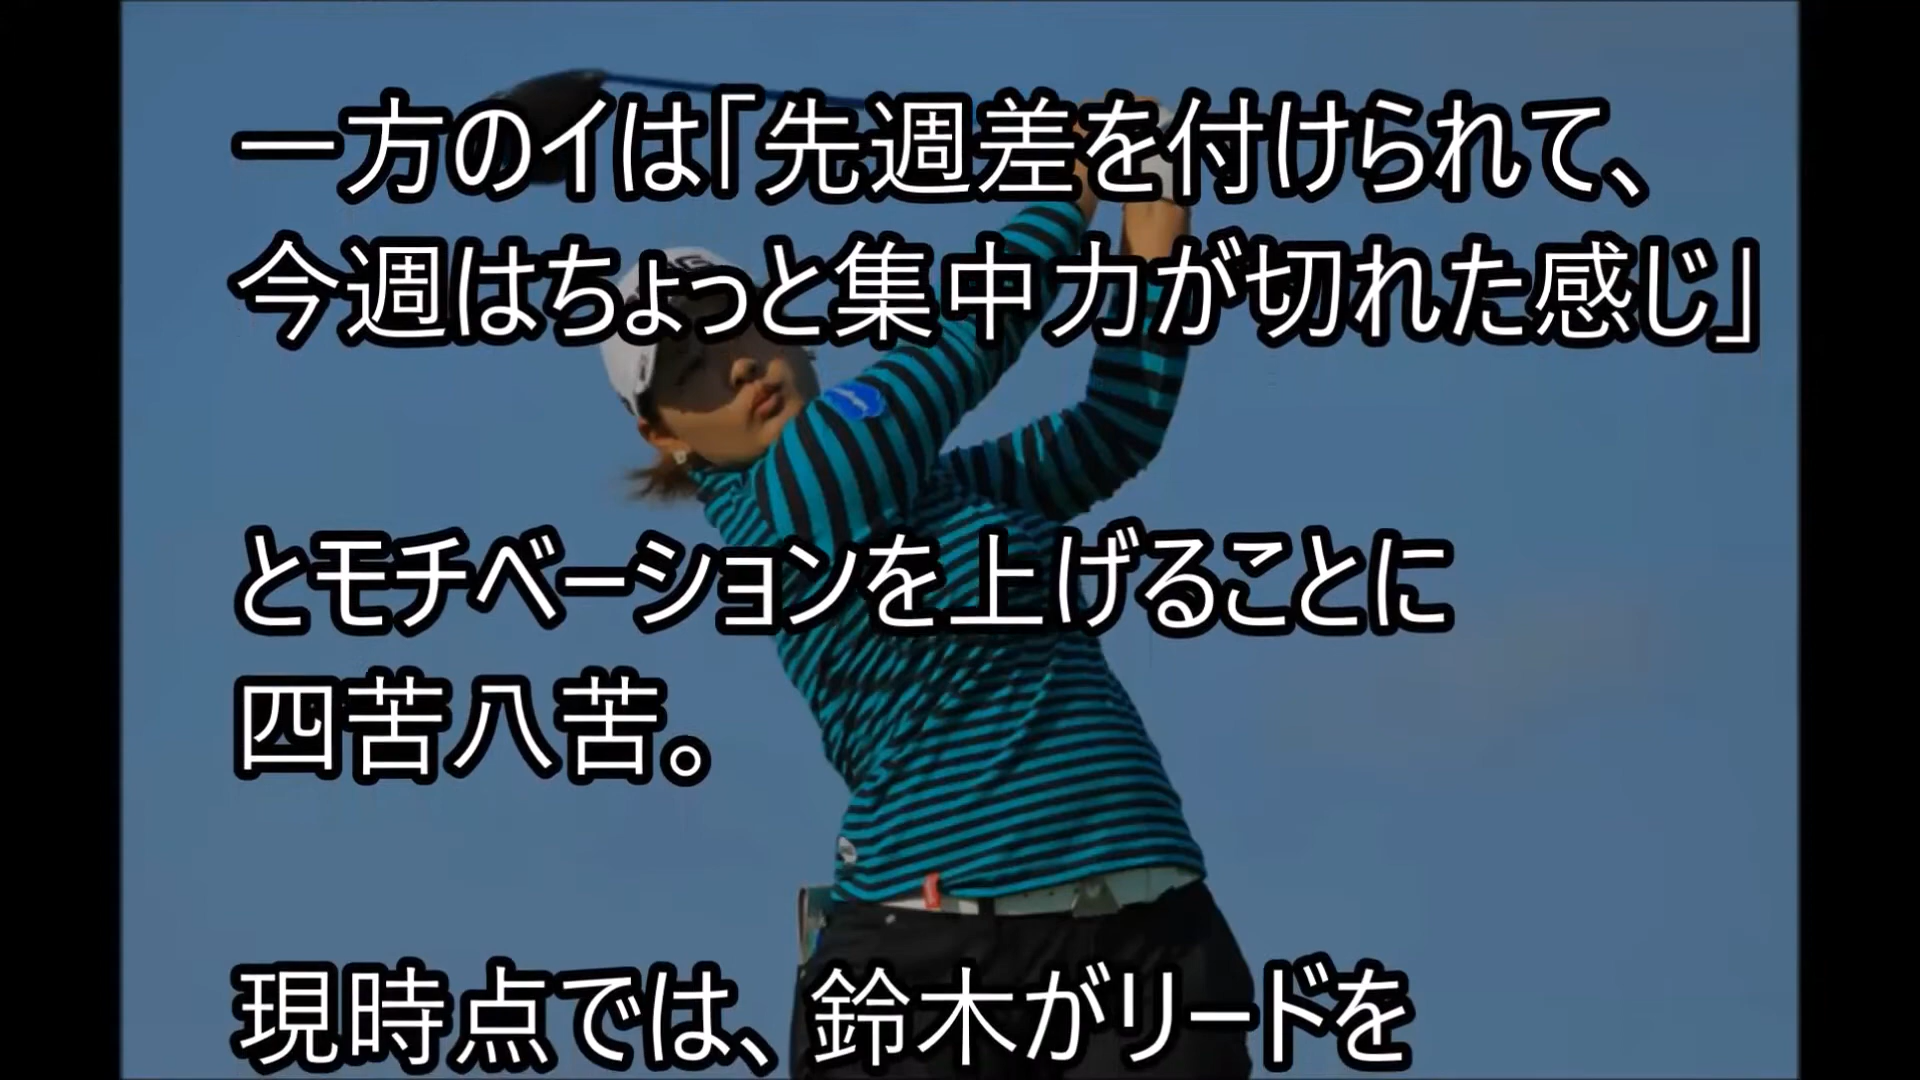 一方のイは「先週差を付けられて、
今週はちょっと集中力が切れた感じ」
とモチベーションを上げることに
四苦八苦。
現時点では、鈴木がリードを